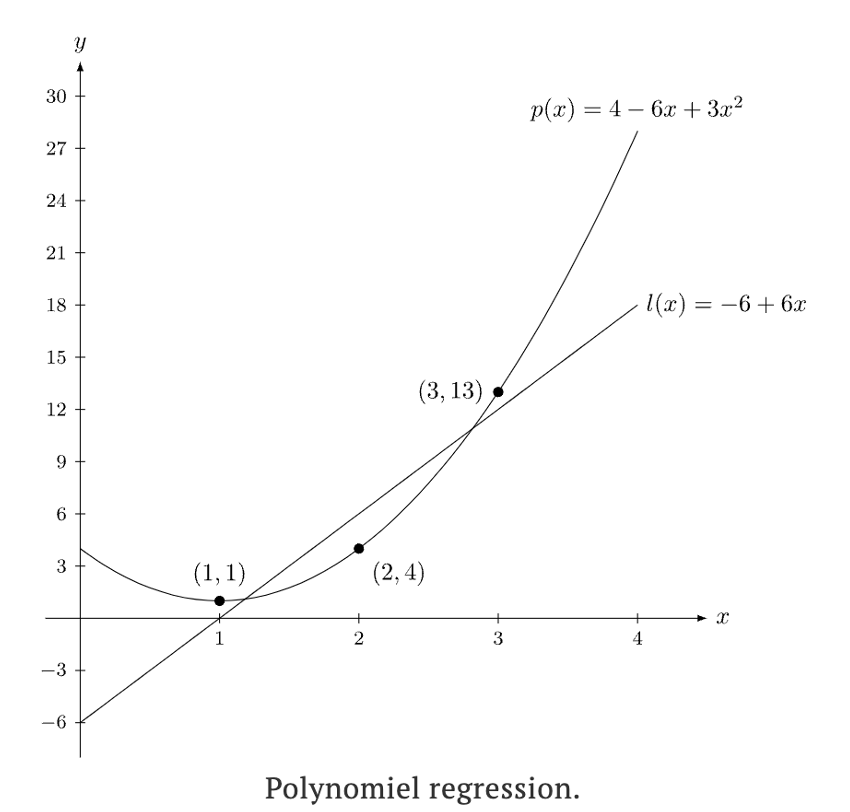 y
30
p(x) = 4 − 6x + 3x²
27
24
21
18
l(x) = −6 + 6x
15
(3, 13)
12
9
6
3
(1, 1)
(2, 4)
x
1 2 3 4
−3
−6
Polynomiel regression.